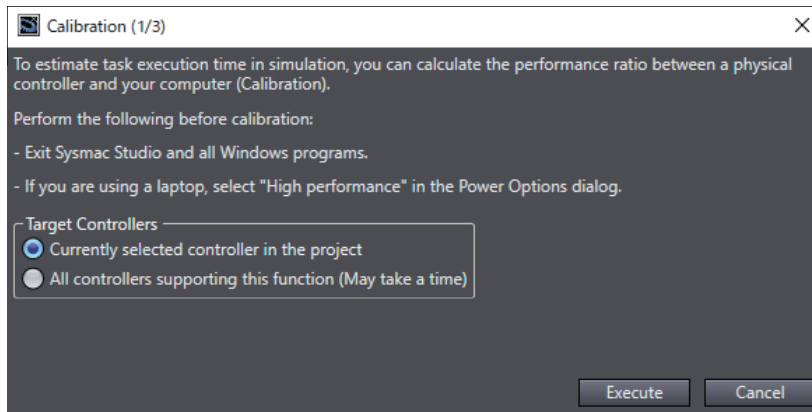 Calibration (1/3)
To estimate task execution time in simulation, you can calculate the performance ratio between a physical
controller and your computer (Calibration).
Perform the following before calibration:
- Exit Sysmac Studio and all Windows programs.
- If you are using a laptop, select "High performance" in the Power Options dialog.
Target Controllers
Currently selected controller in the project
All controllers supporting this function (May take a time)
Execute
Cancel